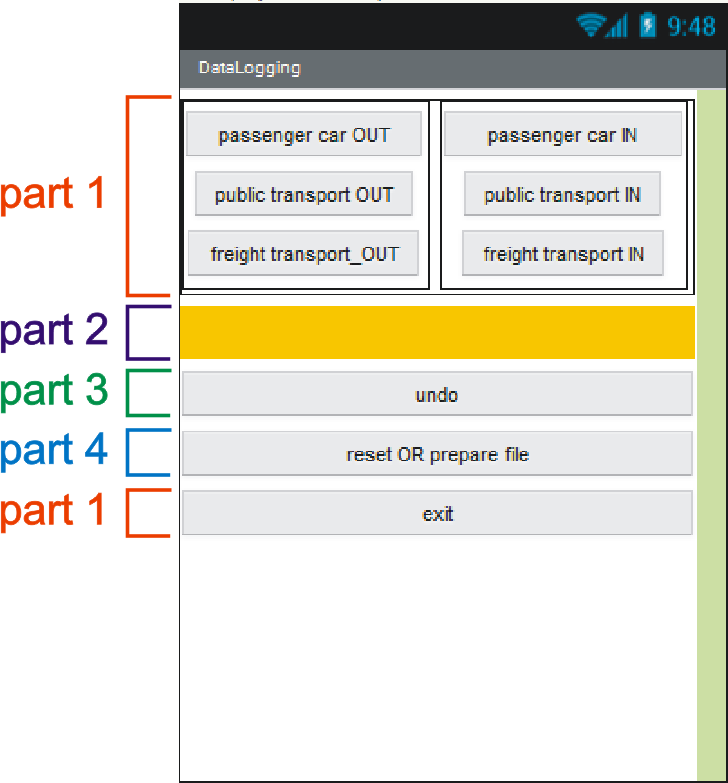 9:48
DataLogging
part 1
passenger car OUT
passenger car IN
public transport OUT
public transport IN
freight transport_OUT
freight transport IN
part 2
part 3
undo
part 4
reset OR prepare file
part 1
exit